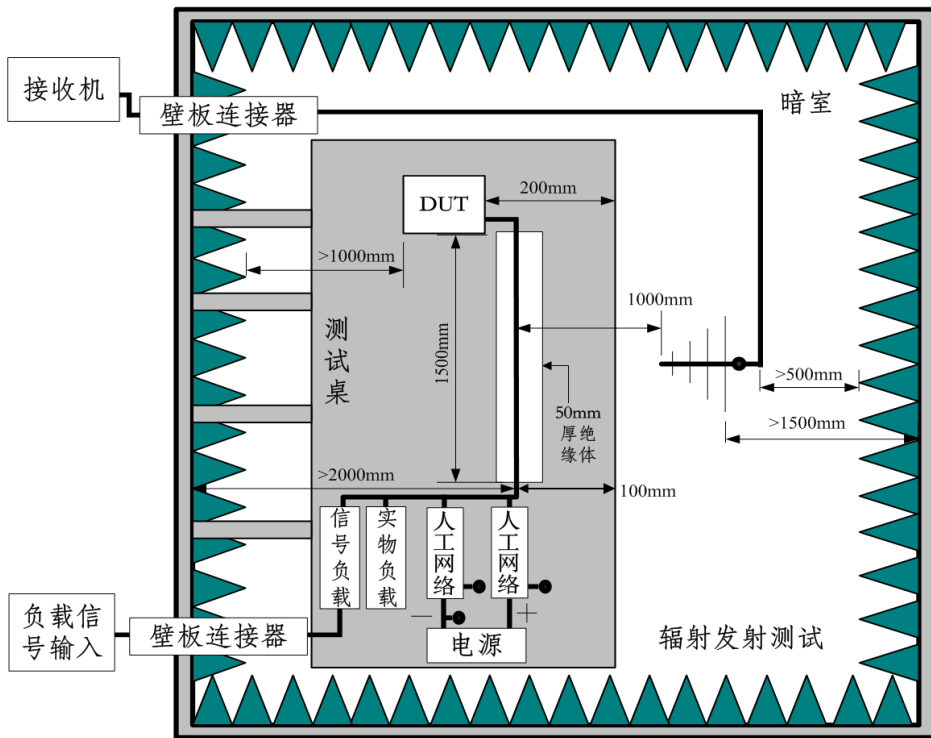 接收机
壁板连接器
暗室
DUT
200mm
>1000mm
1000mm
测试桌
1500mm
>500mm
50mm
厚绝
缘体
>1500mm
>2000mm
100mm
信号负载
实物负载
人工网络
人工网络
－
+
电源
负载信
号输入
壁板连接器
辐射发射测试